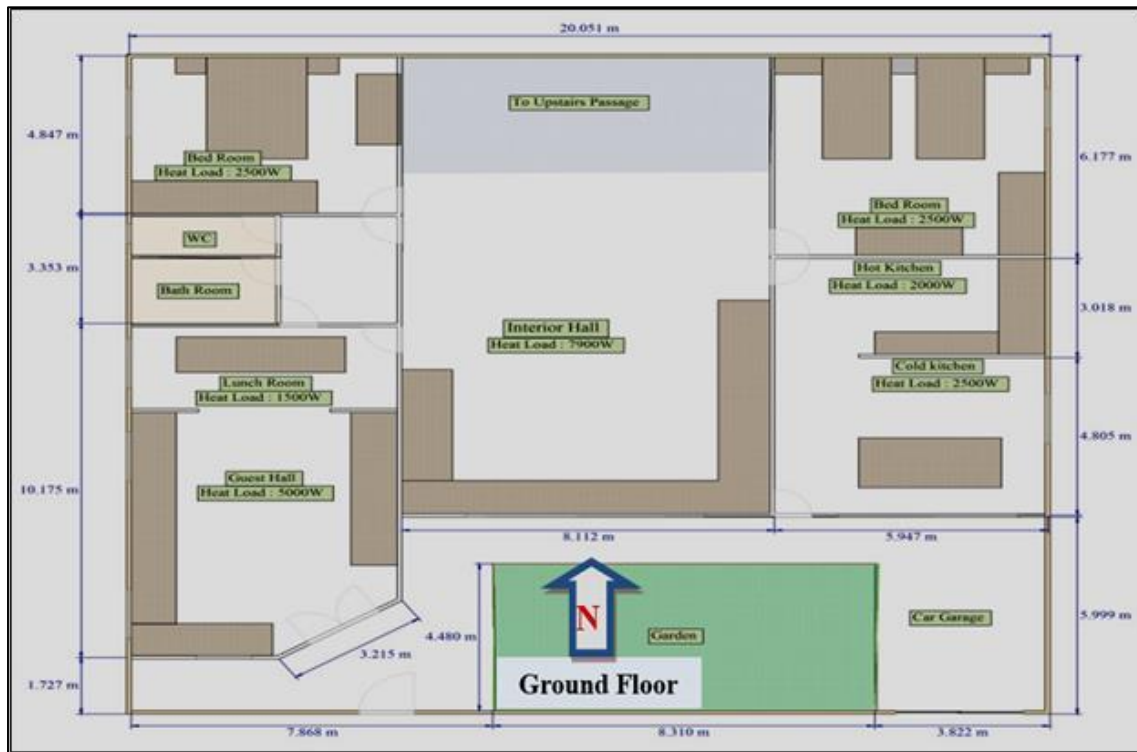 20.051 m
To Upstairs Passage
4.847 m
Bed Room
Heat Load : 2500W
6.177 m
Bed Room
Heat Load : 2500W
WC
3.353 m
Bath Room
Hot Kitchen
Heat Load : 2000W
3.018 m
Interior Hall
Heat Load : 7900W
Cold kitchen
Heat Load : 2500W
Lunch Room
Heat Load : 1500W
4.805 m
Guest Hall
Heat Load : 5000W
10.175 m
8.112 m
5.947 m
N
4.480 m
Garden
Car Garage
5.999 m
3.215 m
1.727 m
Ground Floor
7.868 m
8.310 m
3.822 m